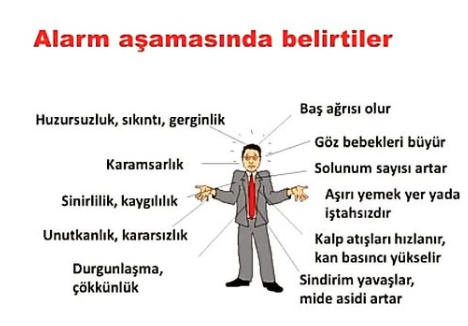 Alarm aşamasında belirtiler
Huzursuzluk, sıkıntı, gerginlik
Karamsarlık
Sinirlilik, kaygılılık
Unutkanlık, kararsızlık
Durgunlaşma,
çökkünlük
Baş ağrısı olur
Göz bebekleri büyür
Solunum sayısı artar
Aşırı yemek yer yada
iştahsızdır
Kalp atışları hızlanır,
kan basıncı yükselir
Sindirim yavaşlar,
mide asidi artar